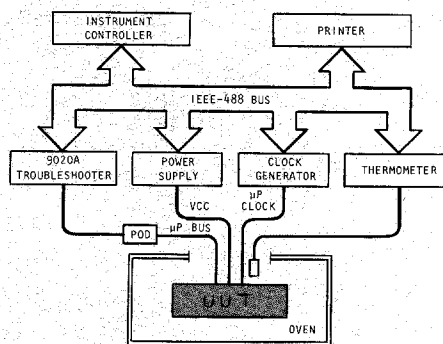 INSTRUMENT
CONTROLLER
PRINTER
IEEE-488 BUS
9020A
TROUBLESHOOTER
POWER
SUPPLY
CLOCK
GENERATOR
THERMOMETER
VCC
µP
CLOCK
POD
µP BUS
UUT
OVEN